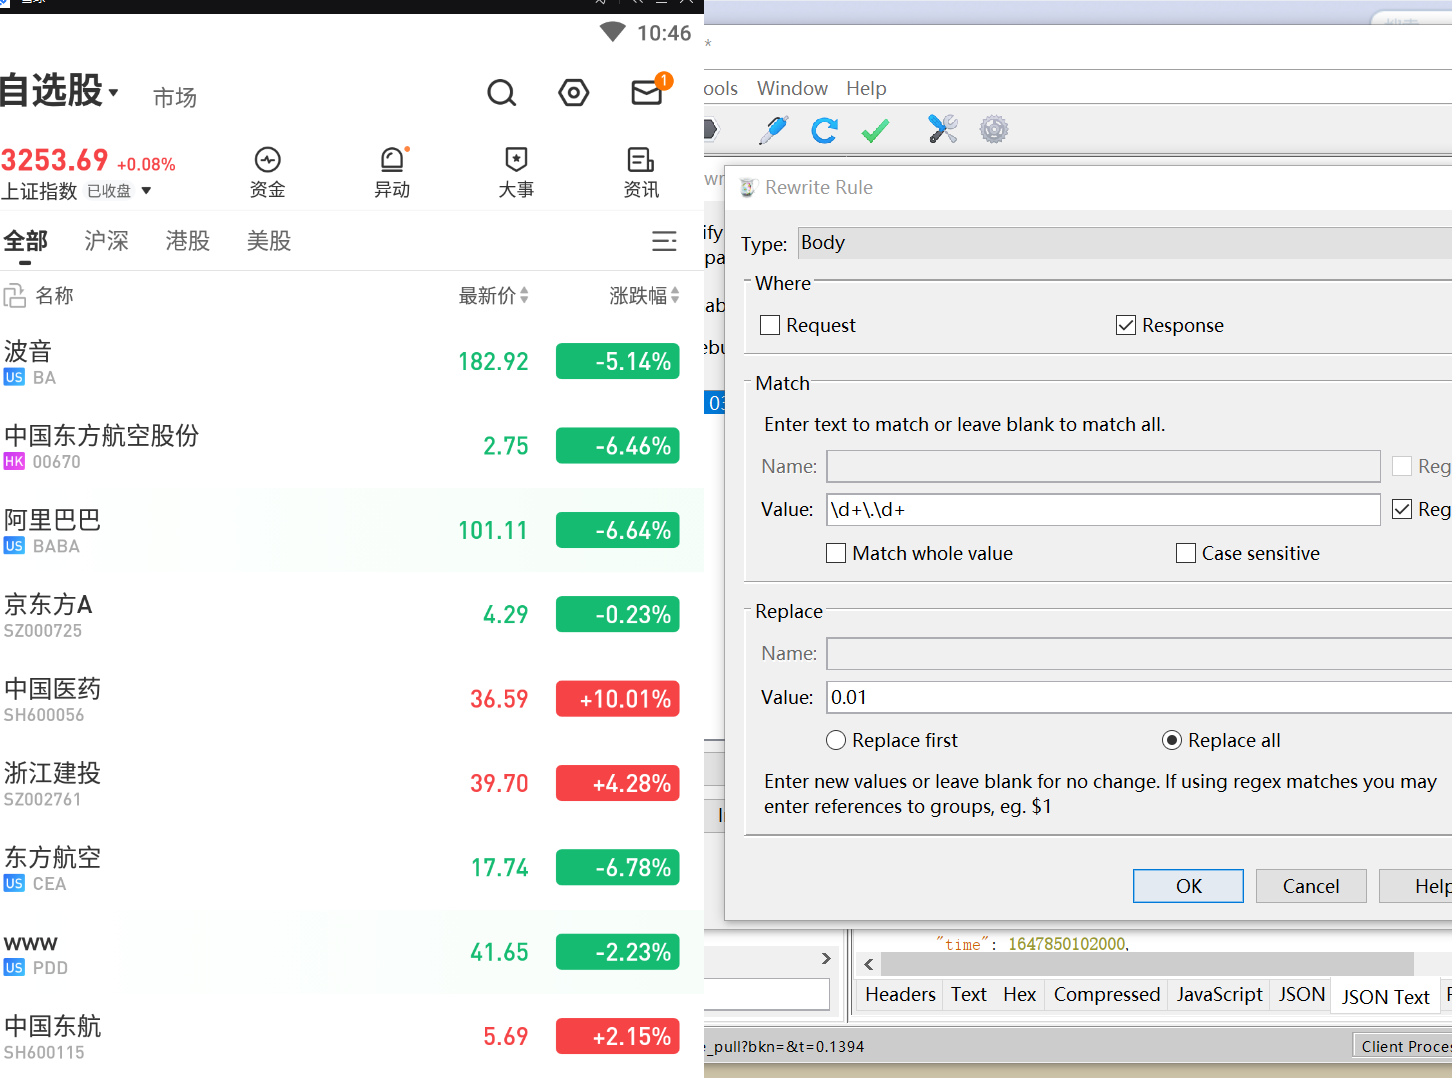 10:46
自选股
市场
1
3253.69 +0.08%
上证指数 已收盘
资金
异动
大事
资讯
全部
沪深
港股
美股
名称
最新价
涨跌幅
波音
US BA
182.92
-5.14%
中国东方航空股份
HK 00670
2.75
-6.46%
阿里巴巴
US BABA
101.11
-6.64%
京东方A
SZ000725
4.29
-0.23%
中国医药
SH600056
36.59
+10.01%
浙江建投
SZ002761
39.70
+4.28%
东方航空
US CEA
17.74
-6.78%
www
US PDD
41.65
-2.23%
中国东航
SH600115
5.69
+2.15%
*
ools Window Help
Rewrite Rule
Type: Body
Where
Request
Response
Match
Enter text to match or leave blank to match all.
Name:
Reg
Value: \d+\.\d+
Reg
Match whole value
Case sensitive
Replace
Name:
Value: 0.01
Replace first
Replace all
Enter new values or leave blank for no change. If using regex matches you may
enter references to groups, eg. $1
OK
Cancel
Help
"time": 1647850102000,
Headers Text Hex Compressed JavaScript JSON JSON Text
e_pull?bkn=&t=0.1394
Client Proces